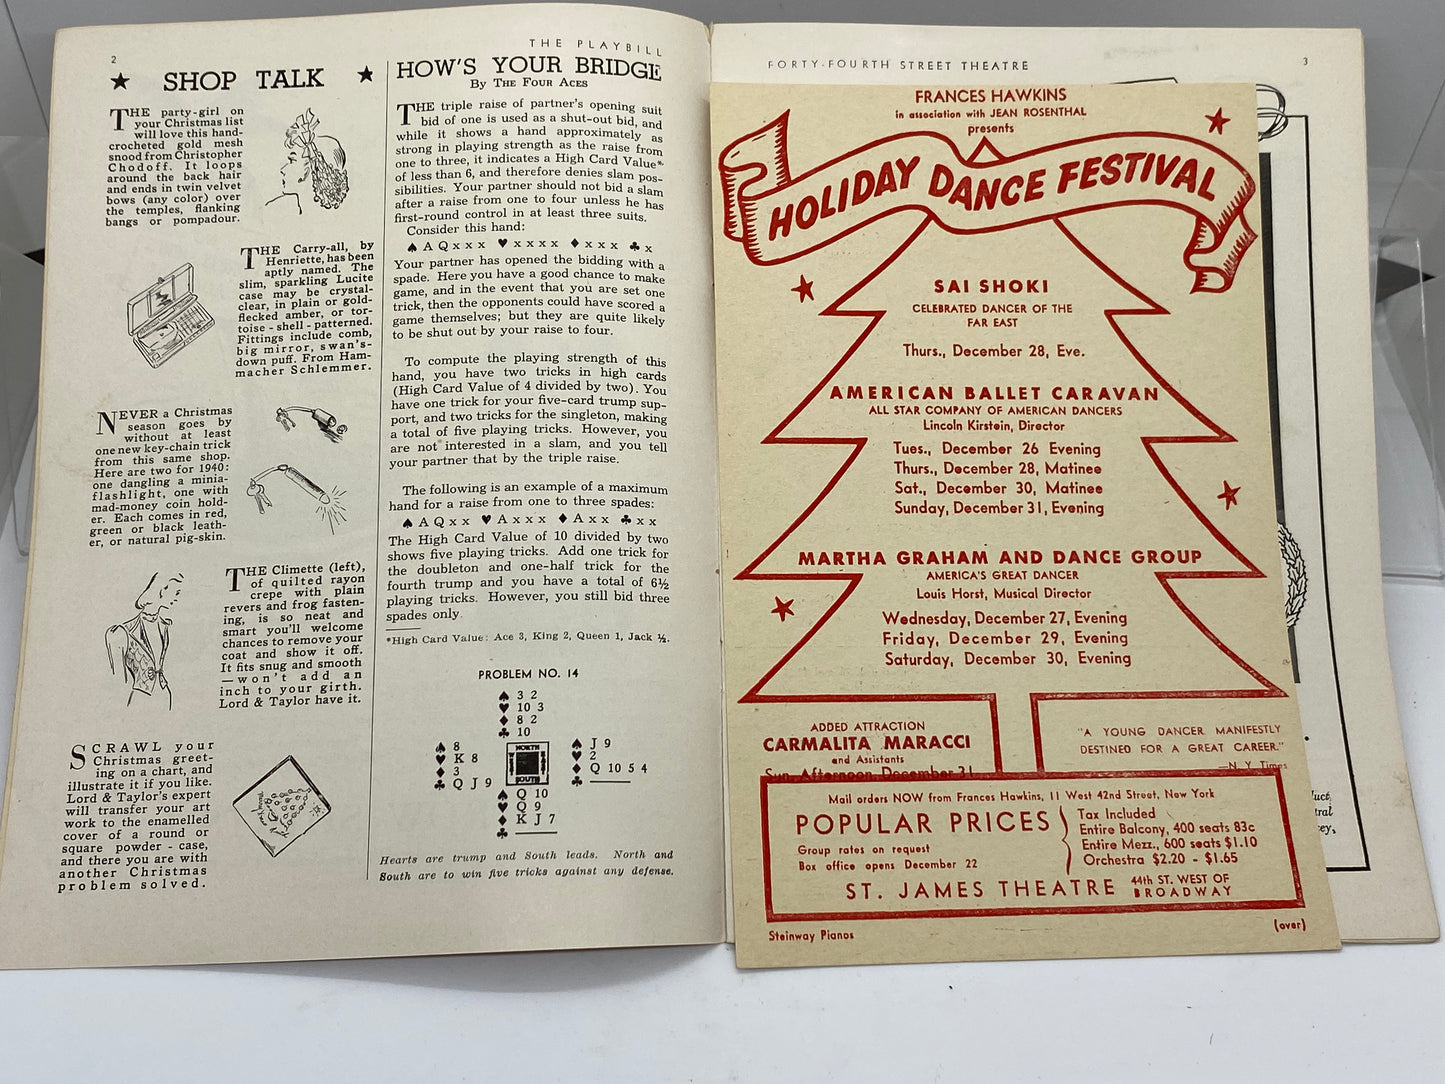 2
THE PLAYBILL
★ SHOP TALK ★
THE party-girl on
your Christmas list
will love this hand-
crocheted gold mesh
snood from Christopher
Chodoff. It loops
around the back hair
and ends in twin velvet
bows (any color) over
the temples, flanking
bangs or pompadour.
THE Carry-all, by
Henriette, has been
aptly named. The
slim, sparkling Lucite
case may be crystal-
clear, in plain or gold-
flecked amber, or tor-
toise - shell - patterned.
Fittings include comb,
big mirror, swan's-
down puff. From Ham-
macher Schlemmer.
NEVER a Christmas
season goes by
without at least
one new key-chain trick
from this same shop.
Here are two for 1940:
one dangling a minia-
flashlight, one with
mad-money coin hold-
er. Each comes in red,
green or black leath-
er, or natural pig-skin.
THE Climette (left),
of quilted rayon
crepe with plain
revers and frog fasten-
ing, is so neat and
smart you'll welcome
chances to remove your
coat and show it off.
It fits snug and smooth
—won't add an
inch to your girth.
Lord & Taylor have it.
SCRAWL your
Christmas greet-
ing on a chart, and
illustrate it if you like.
Lord & Taylor's expert
will transfer your art
work to the enamelled
cover of a round or
square powder - case,
and there you are with
another Christmas
problem solved.
HOW'S YOUR BRIDGE
By THE FOUR ACES
THE triple raise of partner's opening suit
bid of one is used as a shut-out bid, and
while it shows a hand approximately as
strong in playing strength as the raise from
one to three, it indicates a High Card Value*
of less than 6, and therefore denies slam pos-
sibilities. Your partner should not bid a slam
after a raise from one to four unless he has
first-round control in at least three suits.
Consider this hand:
♠ A Q x x x ♥ x x x x ♦ x x x ♣ x
Your partner has opened the bidding with a
spade. Here you have a good chance to make
game, and in the event that you are set one
trick, then the opponents could have scored a
game themselves; but they are quite likely
to be shut out by your raise to four.
To compute the playing strength of this
hand, you have two tricks in high cards
(High Card Value of 4 divided by two). You
have one trick for your five-card trump sup-
port, and two tricks for the singleton, making
a total of five playing tricks. However, you
are not interested in a slam, and you tell
your partner that by the triple raise.
The following is an example of a maximum
hand for a raise from one to three spades:
♠ A Q x x ♥ A x x x ♦ A x x ♣ x x
The High Card Value of 10 divided by two
shows five playing tricks. Add one trick for
the doubleton and one-half trick for the
fourth trump and you have a total of 6½
playing tricks. However, you still bid three
spades only
*High Card Value: Ace 3, King 2, Queen 1, Jack ½.
PROBLEM NO. 14
♠ 3 2
♥ 10 3
♦ 8 2
♣ 10
♠ 8
♥ K 8
♦ 3
♣ Q J 9
NORTH
SOUTH
♠ J 9
♥ 2
♦ Q 10 5 4
♣ ——
♠ Q 10
♥ Q 9
♦ K J 7
♣ ——
Hearts are trump and South leads. North and
South are to win five tricks against any defense.
FORTY-FOURTH STREET THEATRE
3
FRANCES HAWKINS
in association with JEAN ROSENTHAL
presents
HOLIDAY DANCE FESTIVAL
SAI SHOKI
CELEBRATED DANCER OF THE
FAR EAST
Thurs., December 28, Eve.
AMERICAN BALLET CARAVAN
ALL STAR COMPANY OF AMERICAN DANCERS
Lincoln Kirstein, Director
Tues., December 26 Evening
Thurs., December 28, Matinee
Sat., December 30, Matinee
Sunday, December 31, Evening
MARTHA GRAHAM AND DANCE GROUP
AMERICA'S GREAT DANCER
Louis Horst, Musical Director
Wednesday, December 27, Evening
Friday, December 29, Evening
Saturday, December 30, Evening
ADDED ATTRACTION
CARMALITA MARACCI
and Assistants
Sun. Afternoon December 31
"A YOUNG DANCER MANIFESTLY
DESTINED FOR A GREAT CAREER."
—N. Y. Times
Mail orders NOW from Frances Hawkins, 11 West 42nd Street, New York
POPULAR PRICES
Group rates on request
Box office opens December 22
Tax Included
Entire Balcony, 400 seats 83c
Entire Mezz., 600 seats $1.10
Orchestra $2.20 - $1.65
ST. JAMES THEATRE 44th ST. WEST OF
BROADWAY
Steinway Pianos
(over)